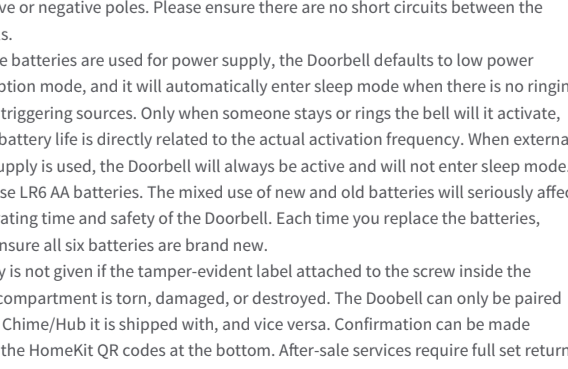 ve or negative poles. Please ensure there are no short circuits between the
s.
e batteries are used for power supply, the Doorbell defaults to low power
ption mode, and it will automatically enter sleep mode when there is no ringin
triggering sources. Only when someone stays or rings the bell will it activate,
battery life is directly related to the actual activation frequency. When externa
upply is used, the Doorbell will always be active and will not enter sleep mode.
se LR6 AA batteries. The mixed use of new and old batteries will seriously affec
ating time and safety of the Doorbell. Each time you replace the batteries,
nsure all six batteries are brand new.
y is not given if the tamper-evident label attached to the screw inside the
compartment is torn, damaged, or destroyed. The Doobell can only be paired
Chime/Hub it is shipped with, and vice versa. Confirmation can be made
the HomeKit QR codes at the bottom. After-sale services require full set return